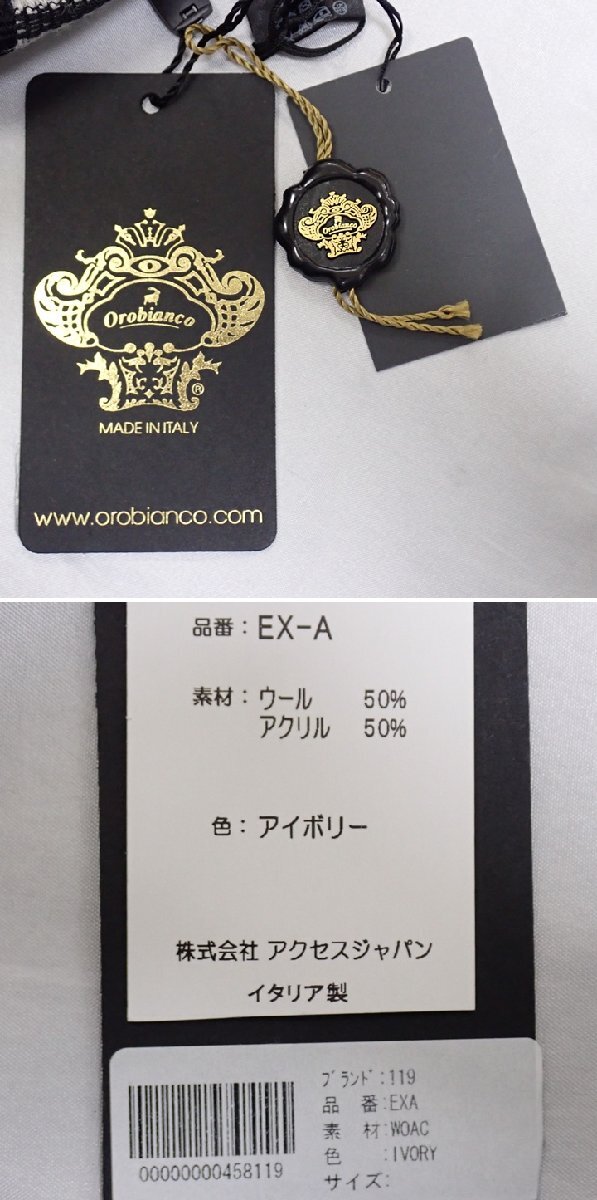 Orobianco
®
MADE IN ITALY
www.orobianco.com
Orobianco
品番：EX-A
素材：ウール 50%
アクリル 50%
色：アイボリー
株式会社 アクセスジャパン
イタリア製
ﾌﾞﾗﾝﾄﾞ:119
品 番:EXA
素 材:WOAC
色 :IVORY
サイズ:
00000000458119